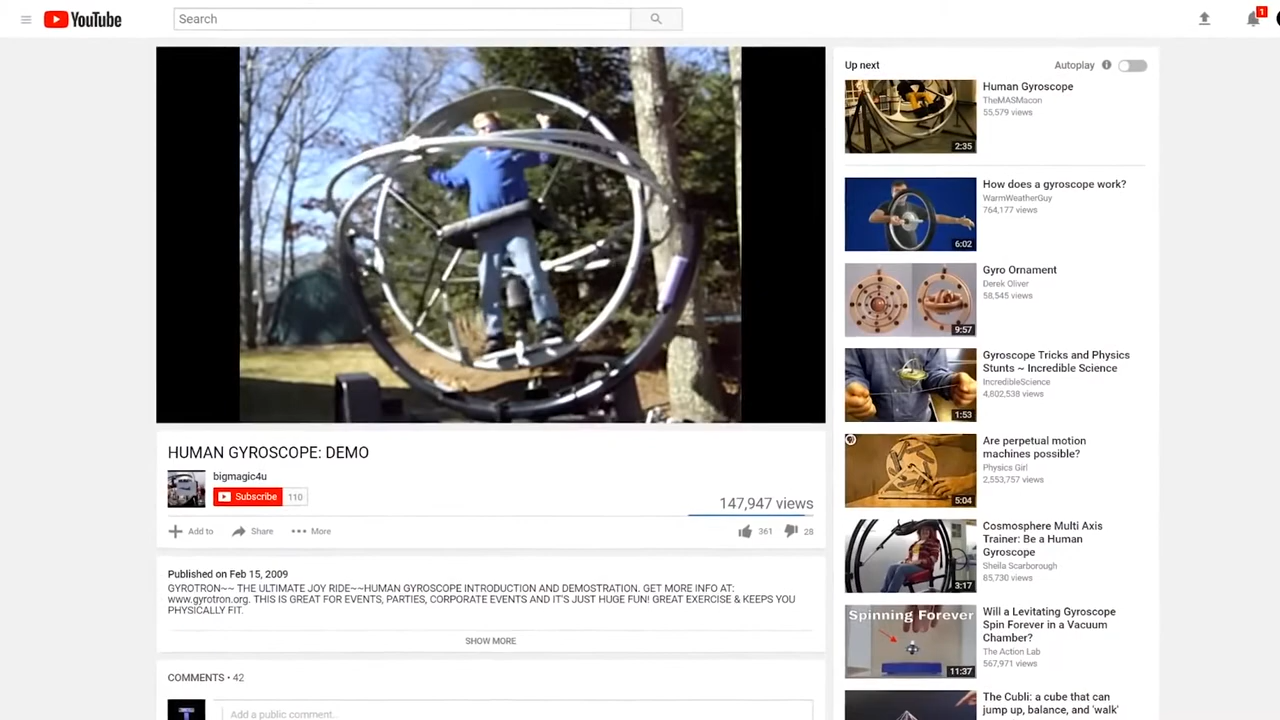 YouTube
Search
1
HUMAN GYROSCOPE: DEMO
bigmagic4u
Subscribe 110
147,947 views
Add to Share More 361 28
Published on Feb 15, 2009
GYROTRON~~ THE ULTIMATE JOY RIDE~~HUMAN GYROSCOPE INTRODUCTION AND DEMOSTRATION. GET MORE INFO AT:
www.gyrotron.org. THIS IS GREAT FOR EVENTS, PARTIES, CORPORATE EVENTS AND IT'S JUST HUGE FUN! GREAT EXERCISE & KEEPS YOU
PHYSICALLY FIT.
SHOW MORE
COMMENTS • 42
Add a public comment..
Up next Autoplay
Human Gyroscope
TheMASMacon
55,579 views
2:35
How does a gyroscope work?
WarmWeatherGuy
764,177 views
6:02
Gyro Ornament
Derek Oliver
58,545 views
9:57
Gyroscope Tricks and Physics
Stunts ~ Incredible Science
IncredibleScience
4,802,538 views
1:53
Are perpetual motion
machines possible?
Physics Girl
2,553,757 views
5:04
Cosmosphere Multi Axis
Trainer: Be a Human
Gyroscope
Sheila Scarborough
85,730 views
3:17
Spinning Forever
Will a Levitating Gyroscope
Spin Forever in a Vacuum
Chamber?
The Action Lab
567,971 views
11:37
The Cubli: a cube that can
jump up, balance, and 'walk'